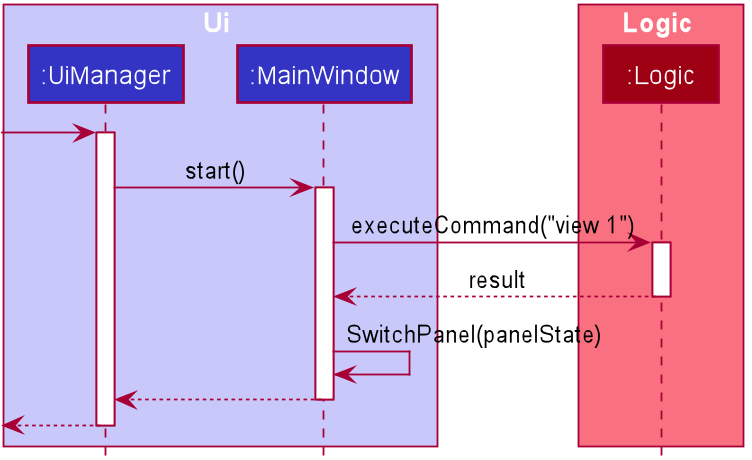 Ui
Logic
:UiManager
:MainWindow
:Logic
start()
executeCommand("view 1")
result
SwitchPanel(panelState)